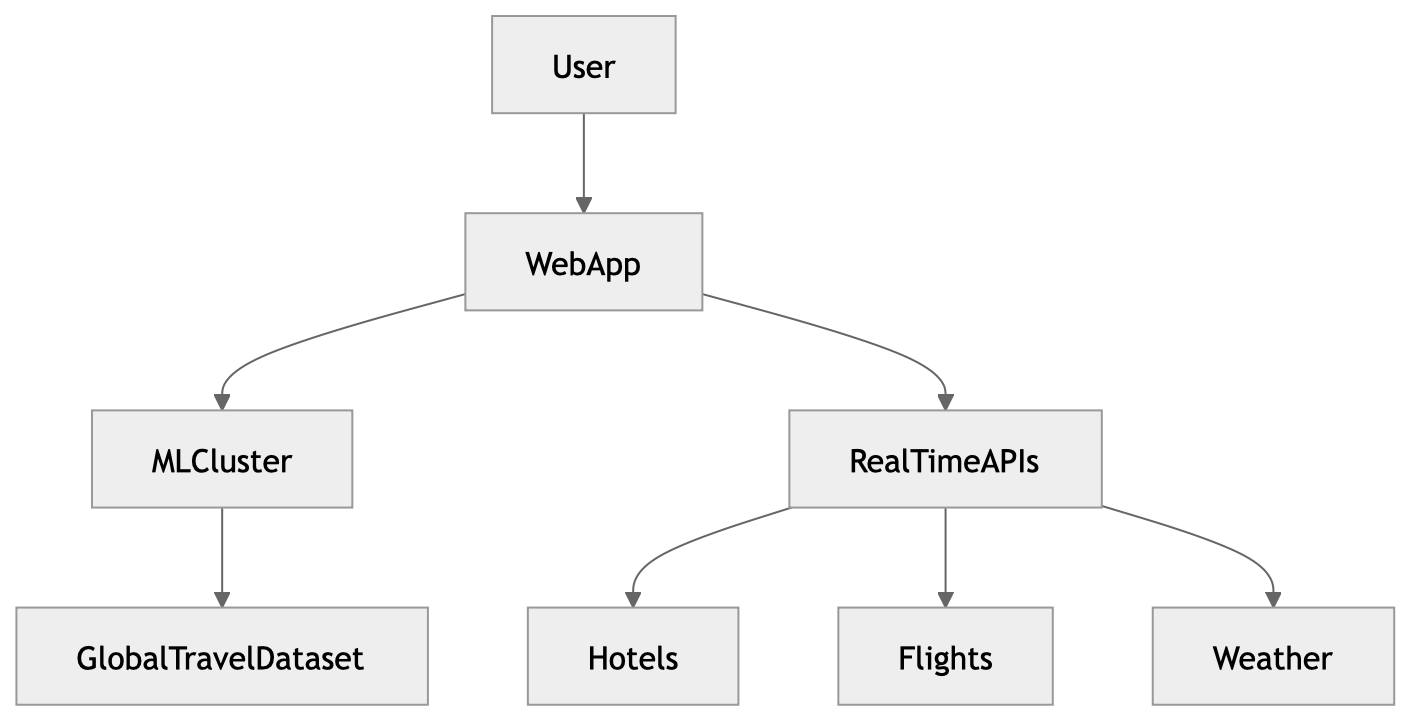 User
WebApp
MLCluster
RealTimeAPIs
GlobalTravelDataset
Hotels
Flights
Weather